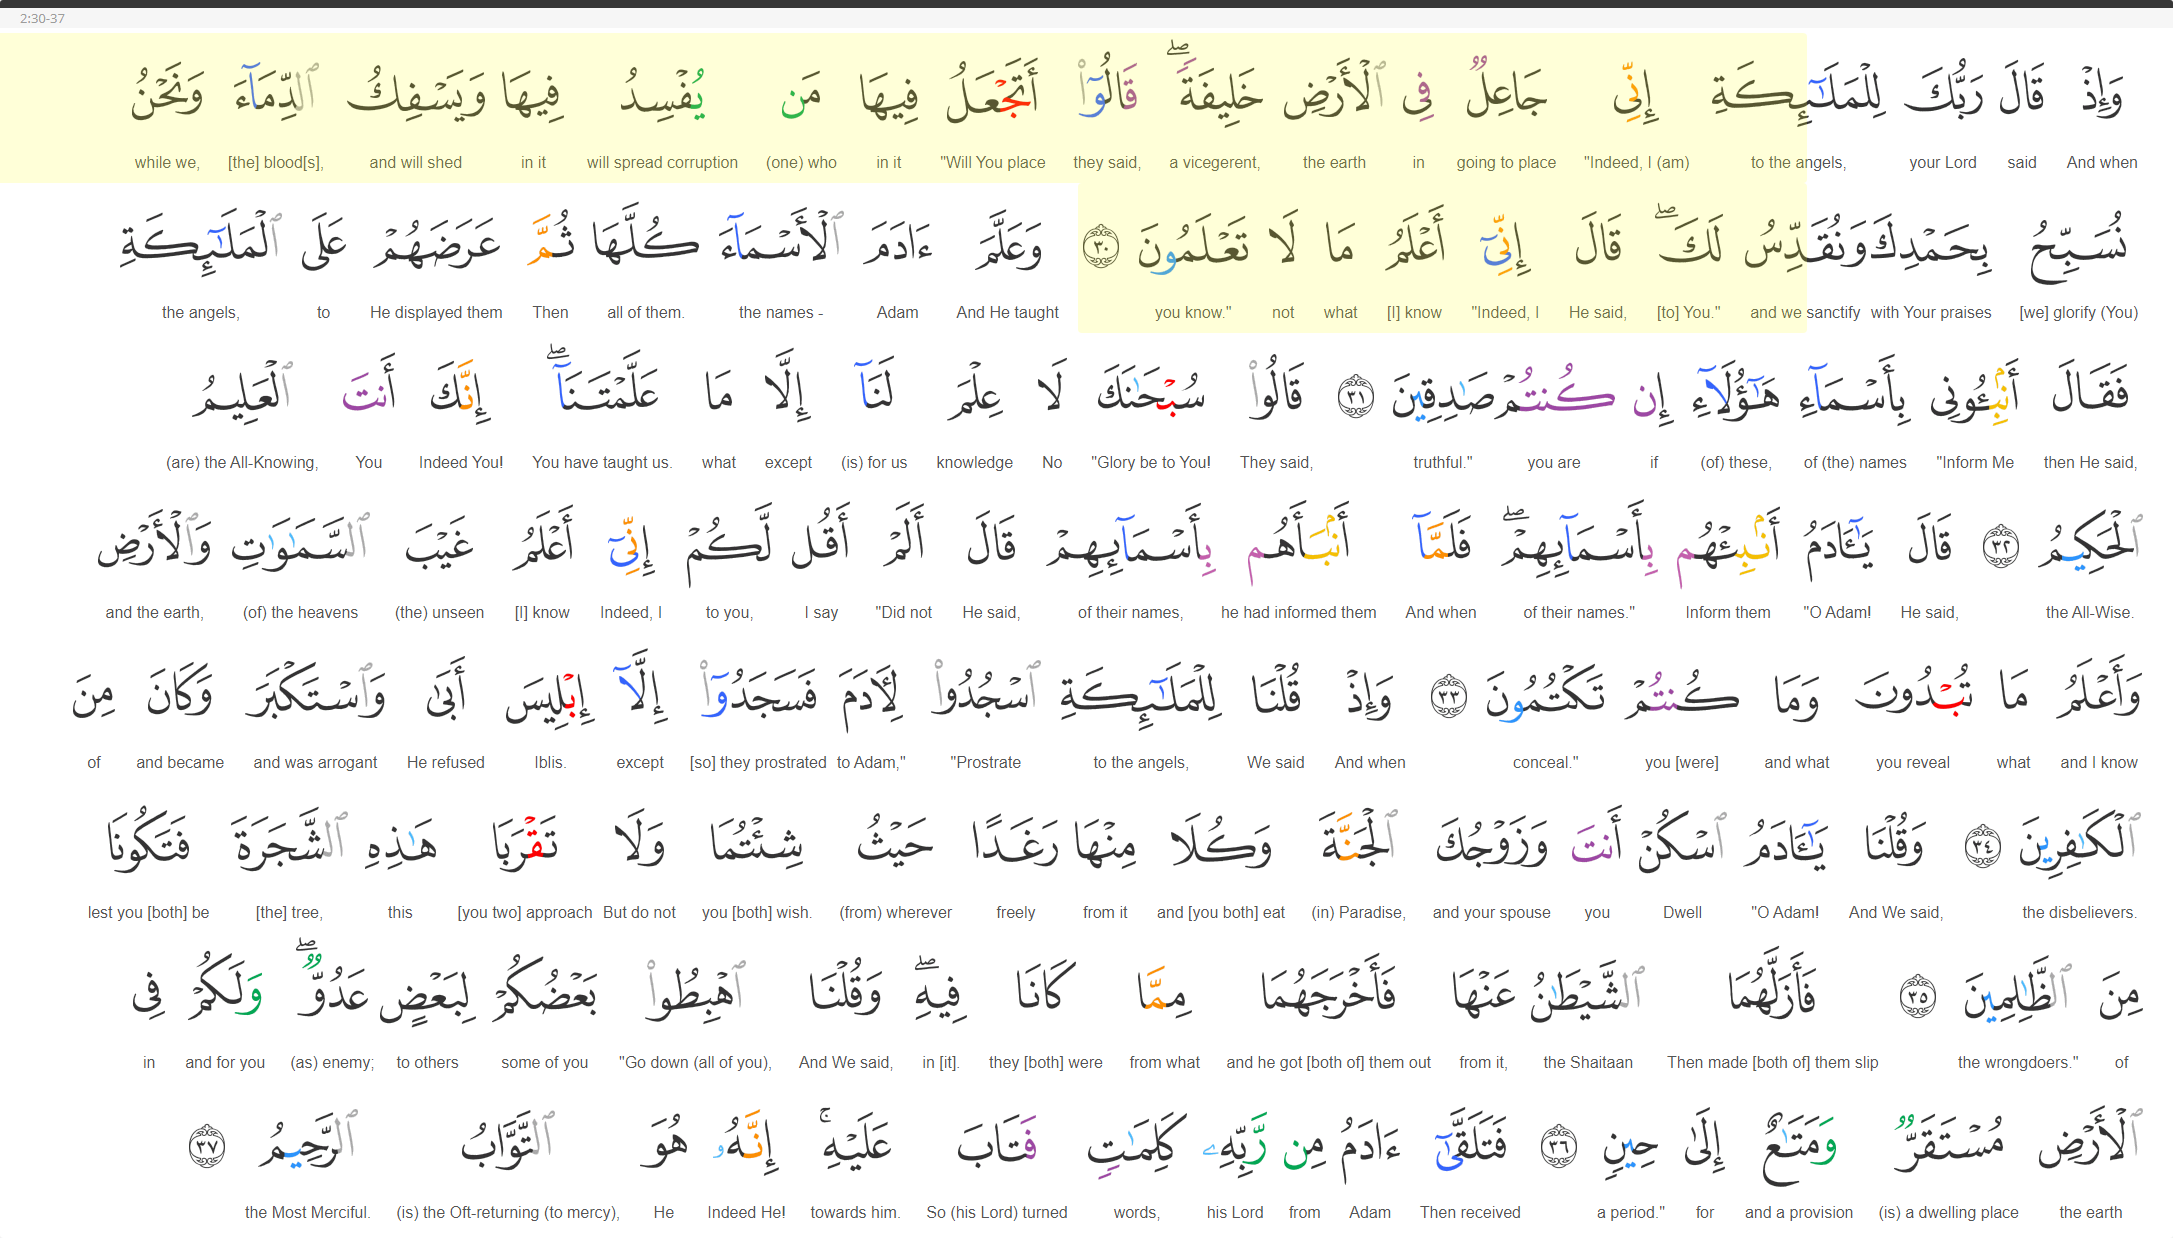 2:30-37
وَإِذْ قَالَ رَبُّكَ لِلْمَلَـٰٓئِكَةِ إِنِّى جَاعِلٌ فِى ٱلْأَرْضِ خَلِيفَةً ۖ قَالُوٓا۟ أَتَجْعَلُ فِيهَا مَن يُفْسِدُ فِيهَا وَيَسْفِكُ ٱلدِّمَآءَ وَنَحْنُ
And when said your Lord to the angels, "Indeed, I (am) going to place in the earth a vicegerent, they said, "Will You place in it (one) who will spread corruption in it and will shed [the] blood[s], while we,
نُسَبِّحُ بِحَمْدِكَ وَنُقَدِّسُ لَكَ ۖ قَالَ إِنِّىٓ أَعْلَمُ مَا لَا تَعْلَمُونَ ٣٠ وَعَلَّمَ ءَادَمَ ٱلْأَسْمَآءَ كُلَّهَا ثُمَّ عَرَضَهُمْ عَلَى ٱلْمَلَـٰٓئِكَةِ
[we] glorify (You) with Your praises and we sanctify [to] You." He said, "Indeed, I [I] know what not you know." And He taught Adam the names - all of them. Then He displayed them to the angels,
فَقَالَ أَنۢبِـُٔونِى بِأَسْمَآءِ هَـٰٓؤُلَآءِ إِن كُنتُمْ صَـٰدِقِينَ ٣١ قَالُوا۟ سُبْحَـٰنَكَ لَا عِلْمَ لَنَآ إِلَّا مَا عَلَّمْتَنَآ ۖ إِنَّكَ أَنتَ ٱلْعَلِيمُ
then He said, "Inform Me of (the) names (of) these, if you are truthful." They said, "Glory be to You! No knowledge (is) for us except what You have taught us. Indeed You! You (are) the All-Knowing,
ٱلْحَكِيمُ ٣٢ قَالَ يَـٰٓـَٔادَمُ أَنۢبِئْهُم بِأَسْمَآئِهِمْ ۖ فَلَمَّآ أَنۢبَأَهُم بِأَسْمَآئِهِمْ قَالَ أَلَمْ أَقُل لَّكُمْ إِنِّىٓ أَعْلَمُ غَيْبَ ٱلسَّمَـٰوَٰتِ وَٱلْأَرْضِ
the All-Wise. He said, "O Adam! Inform them of their names." And when he had informed them of their names, He said, "Did not I say to you, Indeed, I [I] know (the) unseen (of) the heavens and the earth,
وَأَعْلَمُ مَا تُبْدُونَ وَمَا كُنتُمْ تَكْتُمُونَ ٣٣ وَإِذْ قُلْنَا لِلْمَلَـٰٓئِكَةِ ٱسْجُدُوا۟ لِـَٔادَمَ فَسَجَدُوٓا۟ إِلَّآ إِبْلِيسَ أَبَىٰ وَٱسْتَكْبَرَ وَكَانَ مِنَ
and I know what you reveal and what you [were] conceal." And when We said to the angels, "Prostrate to Adam," [so] they prostrated except Iblis. He refused and was arrogant and became of
ٱلْكَـٰفِرِينَ ٣٤ وَقُلْنَا يَـٰٓـَٔادَمُ ٱسْكُنْ أَنتَ وَزَوْجُكَ ٱلْجَنَّةَ وَكُلَا مِنْهَا رَغَدًا حَيْثُ شِئْتُمَا وَلَا تَقْرَبَا هَـٰذِهِ ٱلشَّجَرَةَ فَتَكُونَا
the disbelievers. And We said, "O Adam! Dwell you and your spouse (in) Paradise, and [you both] eat from it freely (from) wherever you [both] wish. But do not [you two] approach this [the] tree, lest you [both] be
مِنَ ٱلظَّـٰلِمِينَ ٣٥ فَأَزَلَّهُمَا ٱلشَّيْطَـٰنُ عَنْهَا فَأَخْرَجَهُمَا مِمَّا كَانَا فِيهِ ۖ وَقُلْنَا ٱهْبِطُوا۟ بَعْضُكُمْ لِبَعْضٍ عَدُوٌّ ۖ وَلَكُمْ فِى
of the wrongdoers." Then made [both of] them slip the Shaitaan from it, and he got [both of] them out from what they [both] were in [it]. And We said, "Go down (all of you), some of you to others (as) enemy; and for you in
ٱلْأَرْضِ مُسْتَقَرٌّ وَمَتَـٰعٌ إِلَىٰ حِينٍ ٣٦ فَتَلَقَّىٰٓ ءَادَمُ مِن رَّبِّهِۦ كَلِمَـٰتٍ فَتَابَ عَلَيْهِ ۚ إِنَّهُۥ هُوَ ٱلتَّوَّابُ ٱلرَّحِيمُ ٣٧
the earth (is) a dwelling place and a provision for a period." Then received Adam from his Lord words, So (his Lord) turned towards him. Indeed He! He (is) the Oft-returning (to mercy), the Most Merciful.